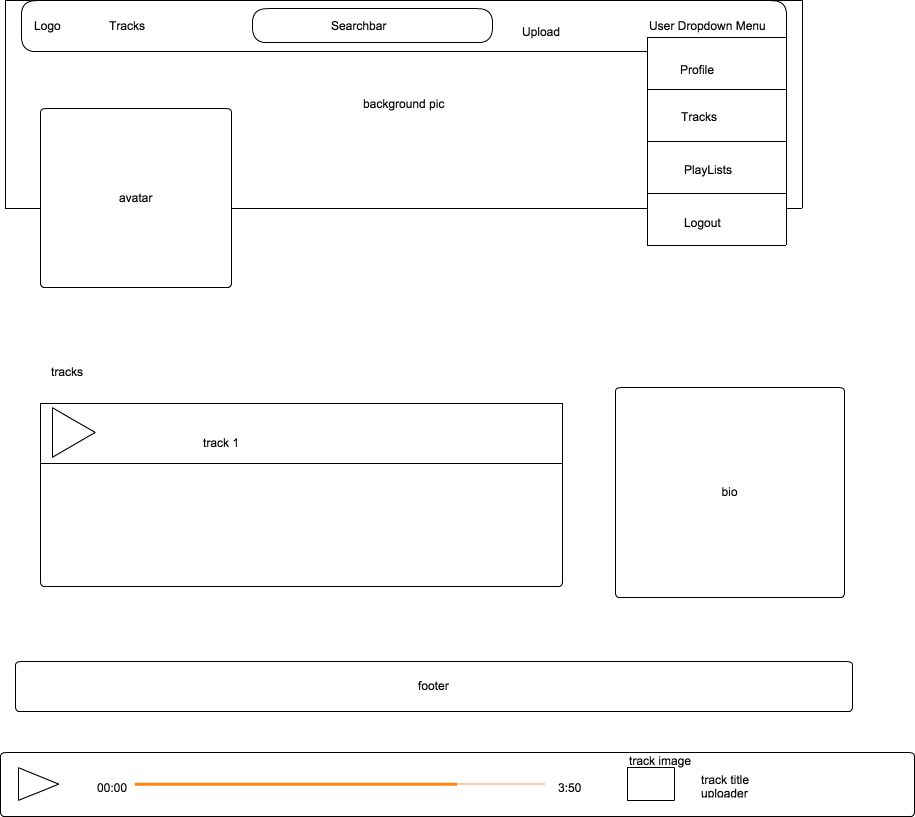 Logo
Tracks
Searchbar
Upload
User Dropdown Menu
Profile
Tracks
PlayLists
Logout
background pic
avatar
tracks
track 1
bio
footer
00:00
3:50
track image
track title
uploader